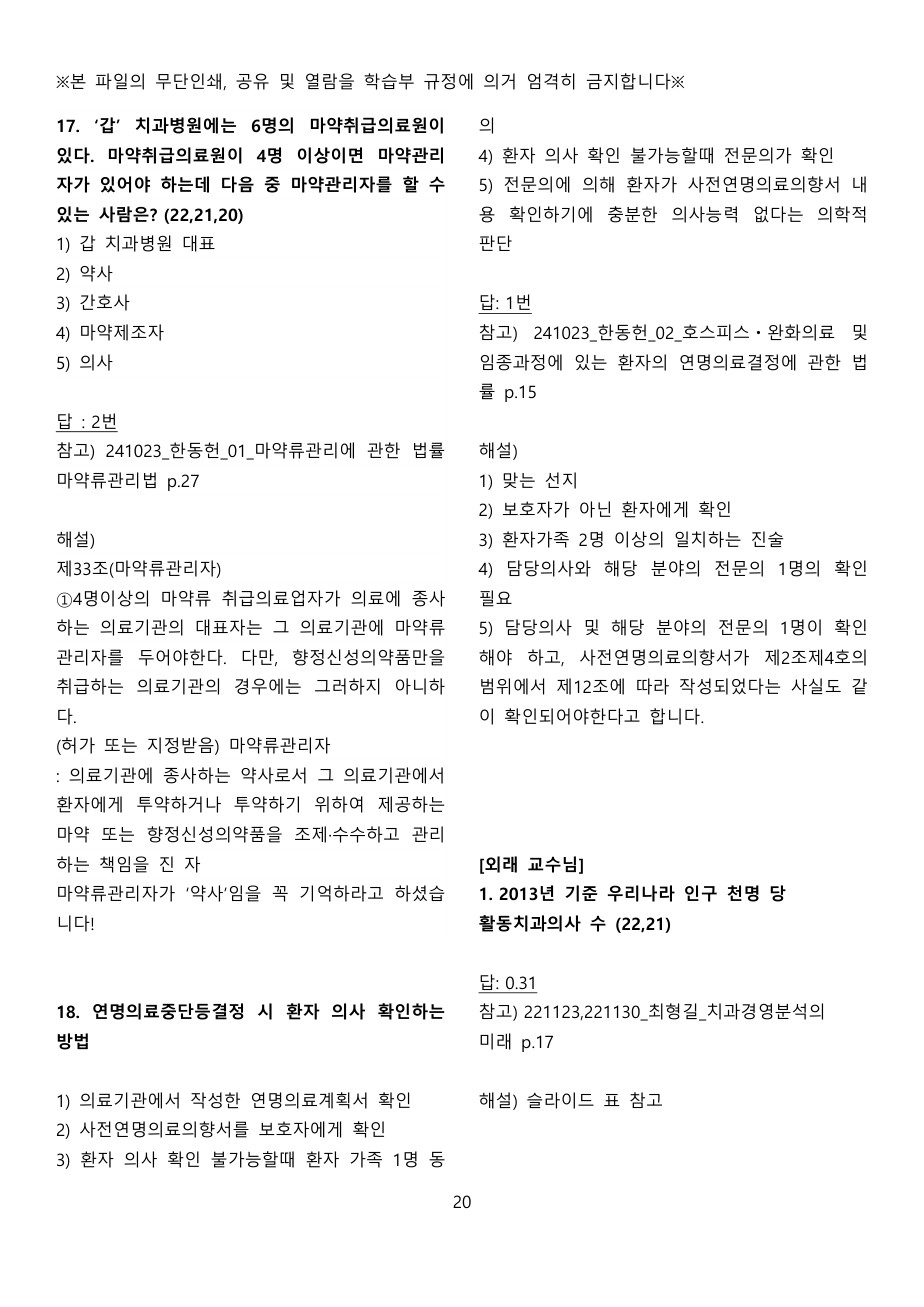 ※본 파일의 무단인쇄, 공유 및 열람을 학습부 규정에 의거 엄격히 금지합니다※
17. ‘갑’ 치과병원에는 6명의 마약취급의료원이
있다. 마약취급의료원이 4명 이상이면 마약관리
자가 있어야 하는데 다음 중 마약관리자를 할 수
있는 사람은? (22,21,20)
1) 갑 치과병원 대표
2) 약사
3) 간호사
4) 마약제조자
5) 의사
답 : 2번
참고) 241023_한동헌_01_마약류관리에 관한 법률
마약류관리법 p.27
해설)
제33조(마약류관리자)
①4명이상의 마약류 취급의료업자가 의료에 종사
하는 의료기관의 대표자는 그 의료기관에 마약류
관리자를 두어야한다. 다만, 향정신성의약품만을
취급하는 의료기관의 경우에는 그러하지 아니하
다.
(허가 또는 지정받음) 마약류관리자
: 의료기관에 종사하는 약사로서 그 의료기관에서
환자에게 투약하거나 투약하기 위하여 제공하는
마약 또는 향정신성의약품을 조제·수수하고 관리
하는 책임을 진 자
마약류관리자가 ‘약사’임을 꼭 기억하라고 하셨습
니다!
18. 연명의료중단등결정 시 환자 의사 확인하는
방법
1) 의료기관에서 작성한 연명의료계획서 확인
2) 사전연명의료의향서를 보호자에게 확인
3) 환자 의사 확인 불가능할때 환자 가족 1명 동
의
4) 환자 의사 확인 불가능할때 전문의가 확인
5) 전문의에 의해 환자가 사전연명의료의향서 내
용 확인하기에 충분한 의사능력 없다는 의학적
판단
답: 1번
참고) 241023_한동헌_02_호스피스・완화의료 및
임종과정에 있는 환자의 연명의료결정에 관한 법
률 p.15
해설)
1) 맞는 선지
2) 보호자가 아닌 환자에게 확인
3) 환자가족 2명 이상의 일치하는 진술
4) 담당의사와 해당 분야의 전문의 1명의 확인
필요
5) 담당의사 및 해당 분야의 전문의 1명이 확인
해야 하고, 사전연명의료의향서가 제2조제4호의
범위에서 제12조에 따라 작성되었다는 사실도 같
이 확인되어야한다고 합니다.
[외래 교수님]
1. 2013년 기준 우리나라 인구 천명 당
활동치과의사 수 (22,21)
답: 0.31
참고) 221123,221130_최형길_치과경영분석의
미래 p.17
해설) 슬라이드 표 참고
20